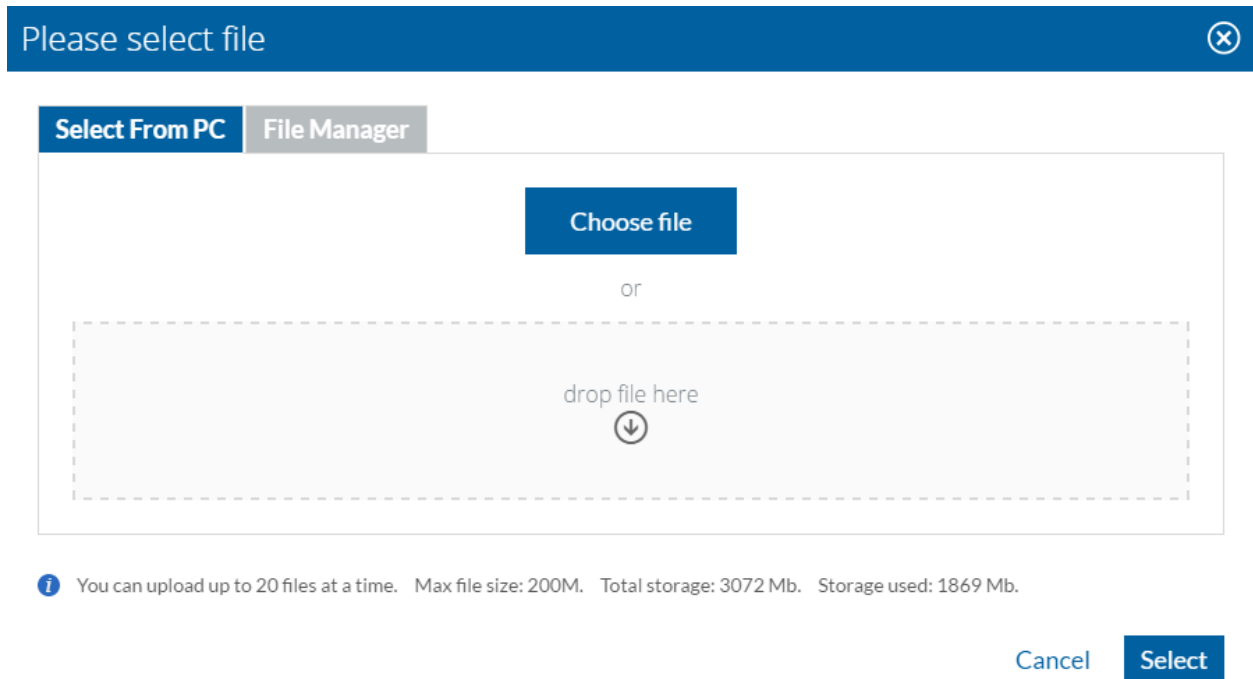 Please select file
Select From PC File Manager
Choose file
or
drop file here
You can upload up to 20 files at a time. Max file size: 200M. Total storage: 3072 Mb. Storage used: 1869 Mb.
Cancel Select